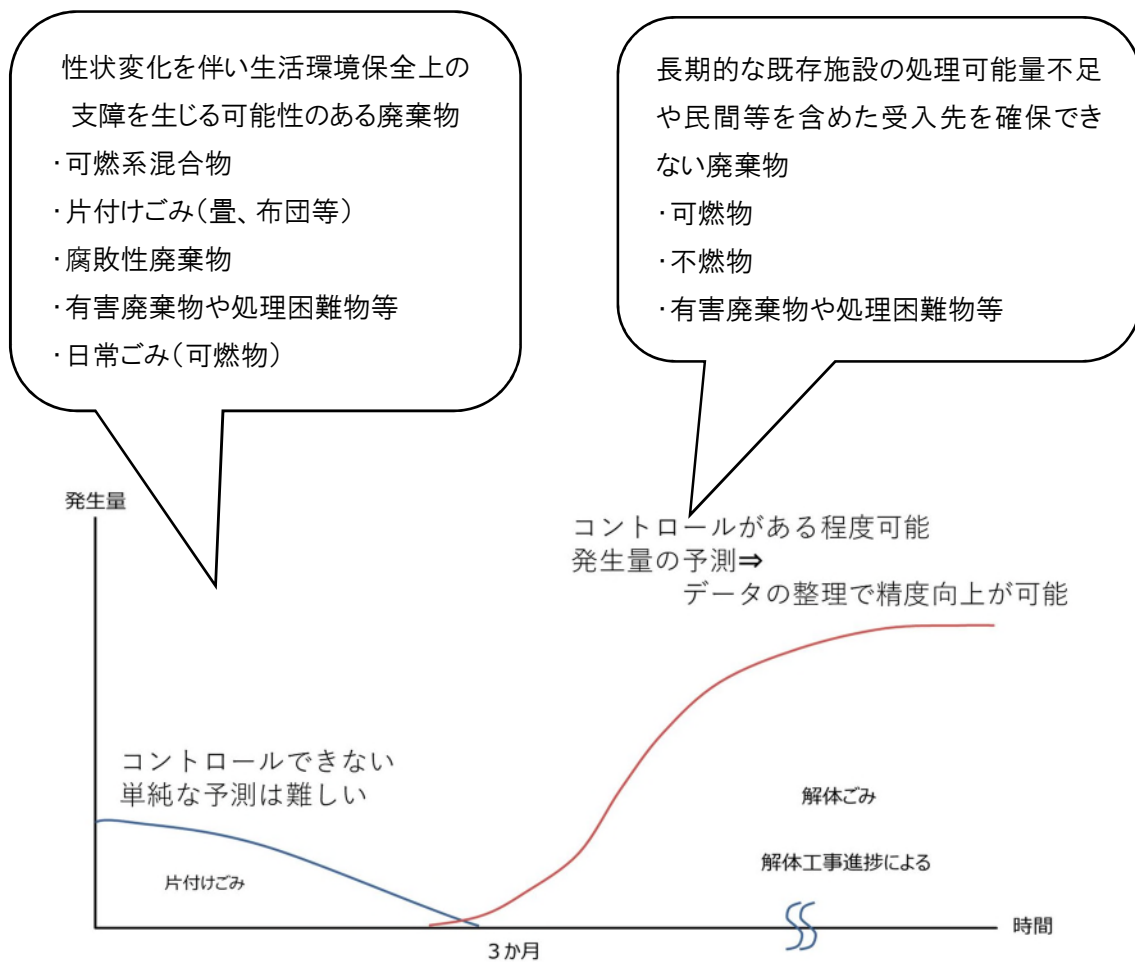 性状変化を伴い生活環境保全上の
支障を生じる可能性のある廃棄物
・可燃系混合物
・片付けごみ(畳、布団等)
・腐敗性廃棄物
・有害廃棄物や処理困難物等
・日常ごみ(可燃物)
長期的な既存施設の処理可能量不足
や民間等を含めた受入先を確保でき
ない廃棄物
・可燃物
・不燃物
・有害廃棄物や処理困難物等
発生量
コントロールがある程度可能
発生量の予測⇒
データの整理で精度向上が可能
コントロールできない
単純な予測は難しい
片付けごみ
解体ごみ
解体工事進捗による
3か月
時間